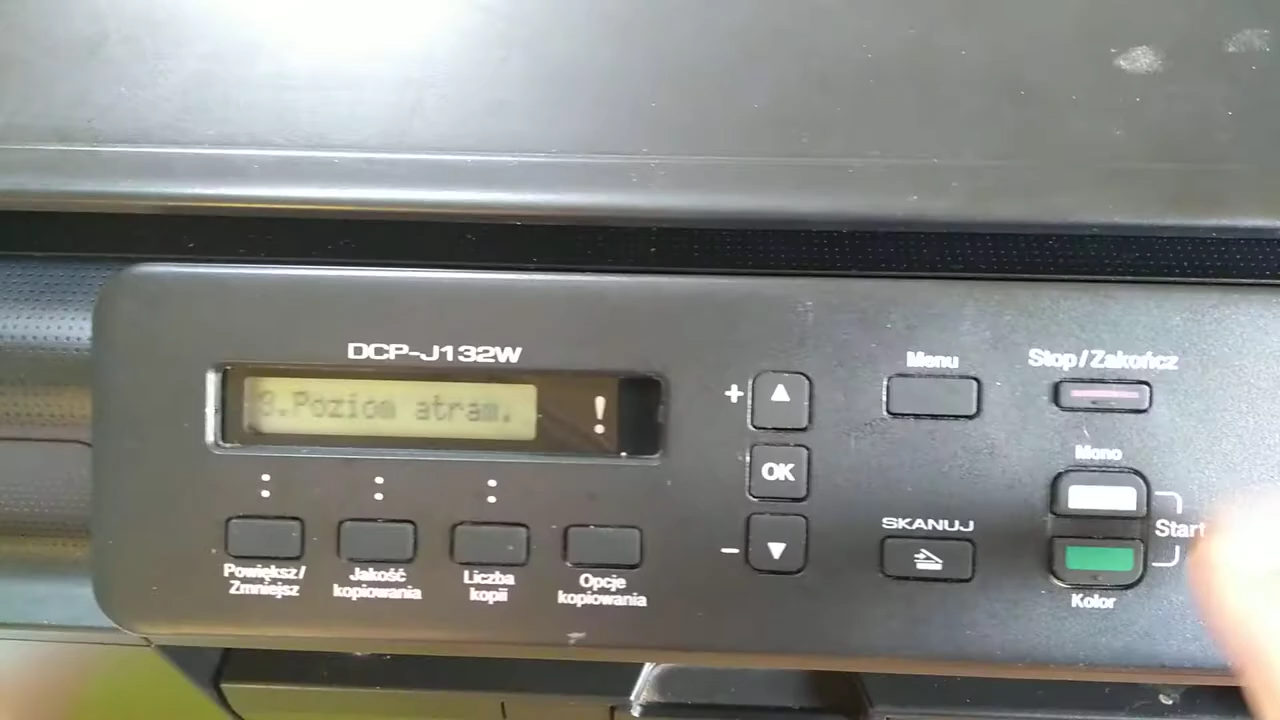 DCP-J132W
Menu
Stop/Zakończ
3.Poziom atram.
!
+
OK
−
Mono
SKANUJ
Start
Kolor
Powiększ/
Zmniejsz
Jakość
kopiowania
Liczba
kopii
Opcje
kopiowania